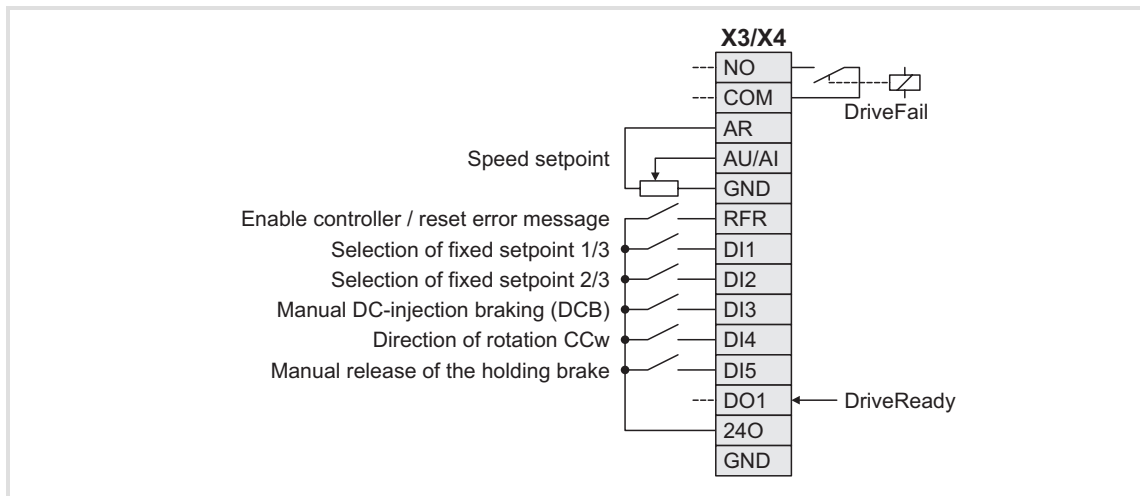 X3/X4
NO
COM
DriveFail
AR
Speed setpoint AU/AI
GND
Enable controller / reset error message RFR
Selection of fixed setpoint 1/3 DI1
Selection of fixed setpoint 2/3 DI2
Manual DC-injection braking (DCB) DI3
Direction of rotation CCw DI4
Manual release of the holding brake DI5
DO1 DriveReady
24O
GND